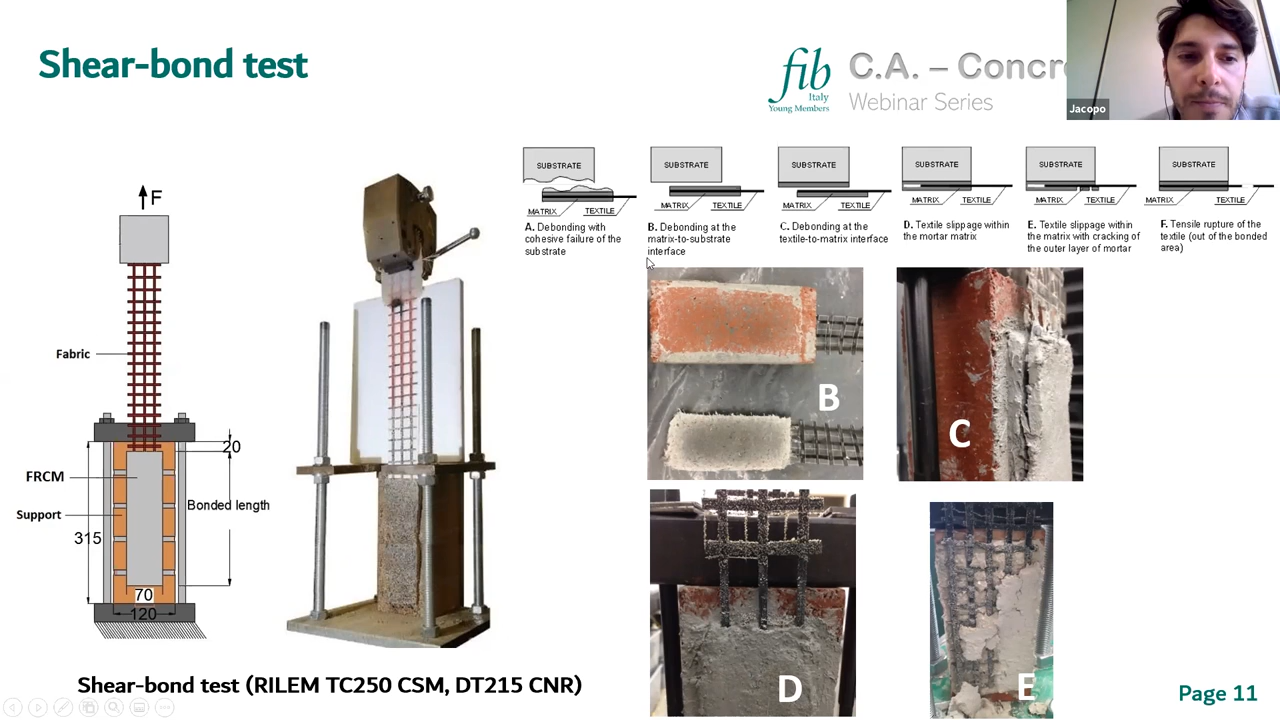 Shear-bond test
fib
Italy
Young Members
C.A. – Concr
Webinar Series
Jacopo
F
Fabric
FRCM
Support
20
Bonded length
315
70
120
SUBSTRATE
MATRIX
TEXTILE
A. Debonding with
cohesive failure of the
substrate
SUBSTRATE
MATRIX
TEXTILE
B. Debonding at the
matrix-to-substrate
interface
SUBSTRATE
MATRIX
TEXTILE
C. Debonding at the
textile-to-matrix interface
SUBSTRATE
MATRIX
TEXTILE
D. Textile slippage within
the mortar matrix
SUBSTRATE
MATRIX
TEXTILE
E. Textile slippage within
the matrix with cracking of
the outer layer of mortar
SUBSTRATE
MATRIX
TEXTILE
F. Tensile rupture of the
textile (out of the bonded
area)
B
C
D
E
Shear-bond test (RILEM TC250 CSM, DT215 CNR)
Page 11